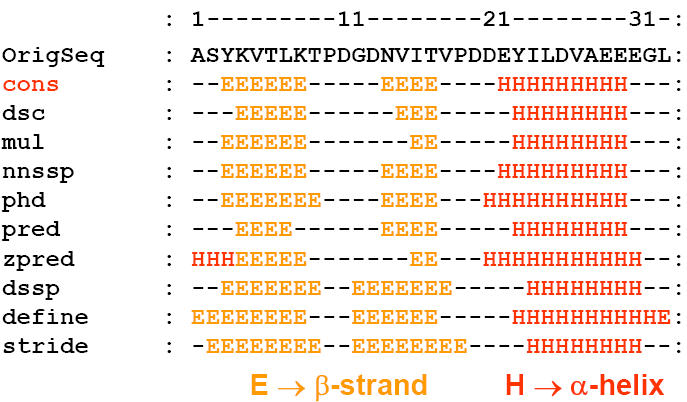 : 1---------11--------21--------31-:
OrigSeq : ASYKVTLKTPDGDNVITVPDDEYILDVAEEEGL:
cons : --EEEEEE-----EEEE----HHHHHHHHH---:
dsc : ---EEEEE------EEE-----HHHHHHHH---:
mul : --EEEEEE-------EE-----HHHHHHHH---:
nnssp : ---EEEEE-----EEEE----HHHHHHHHH---:
phd : --EEEEEEE----EEEE---HHHHHHHHHH---:
pred : ---EEEE------EEEE-----HHHHHHHH---:
zpred : HHHEEEEE-------EE---HHHHHHHHHHH--:
dssp : --EEEEEEE--EEEEEEE-----HHHHHHHH--:
define : EEEEEEEE---EEEEEE-----HHHHHHHHHHE:
stride : -EEEEEEEE--EEEEEEEE----HHHHHHHH--:
E → β-strand H → α-helix